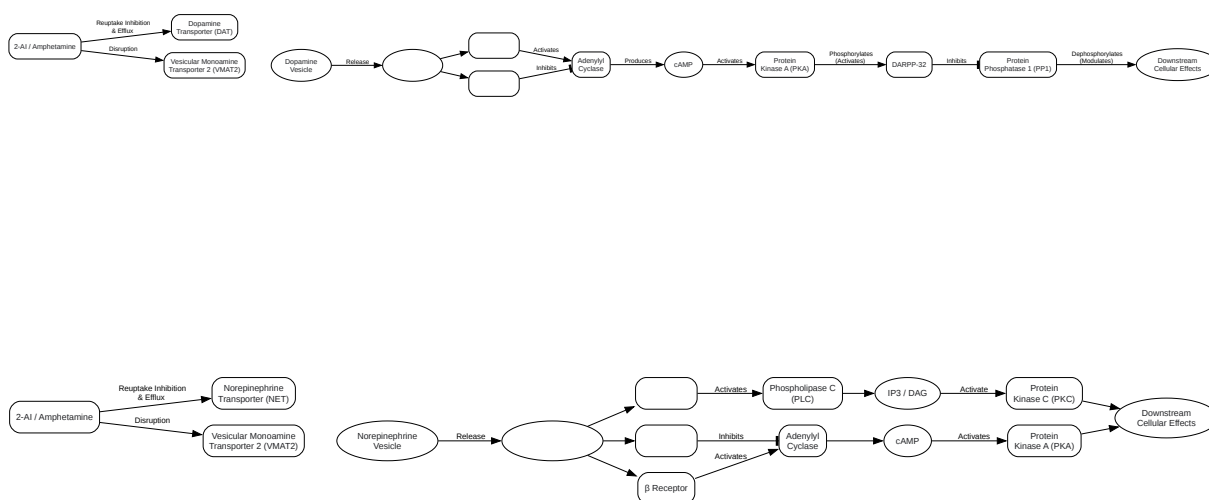 2-AI / Amphetamine
Reuptake Inhibition
& Efflux
Disruption
Dopamine
Transporter (DAT)
Vesicular Monoamine
Transporter 2 (VMAT2)
Dopamine
Vesicle
Release
Activates
Inhibits
Adenylyl
Cyclase
Produces
cAMP
Activates
Protein
Kinase A (PKA)
Phosphorylates
(Activates)
DARPP-32
Inhibits
Protein
Phosphatase 1 (PP1)
Dephosphorylates
(Modulates)
Downstream
Cellular Effects
2-AI / Amphetamine
Reuptake Inhibition
& Efflux
Disruption
Norepinephrine
Transporter (NET)
Vesicular Monoamine
Transporter 2 (VMAT2)
Norepinephrine
Vesicle
Release
Activates
Phospholipase C
(PLC)
IP3 / DAG
Activate
Protein
Kinase C (PKC)
Inhibits
Activates
β Receptor
Adenylyl
Cyclase
cAMP
Activates
Protein
Kinase A (PKA)
Downstream
Cellular Effects